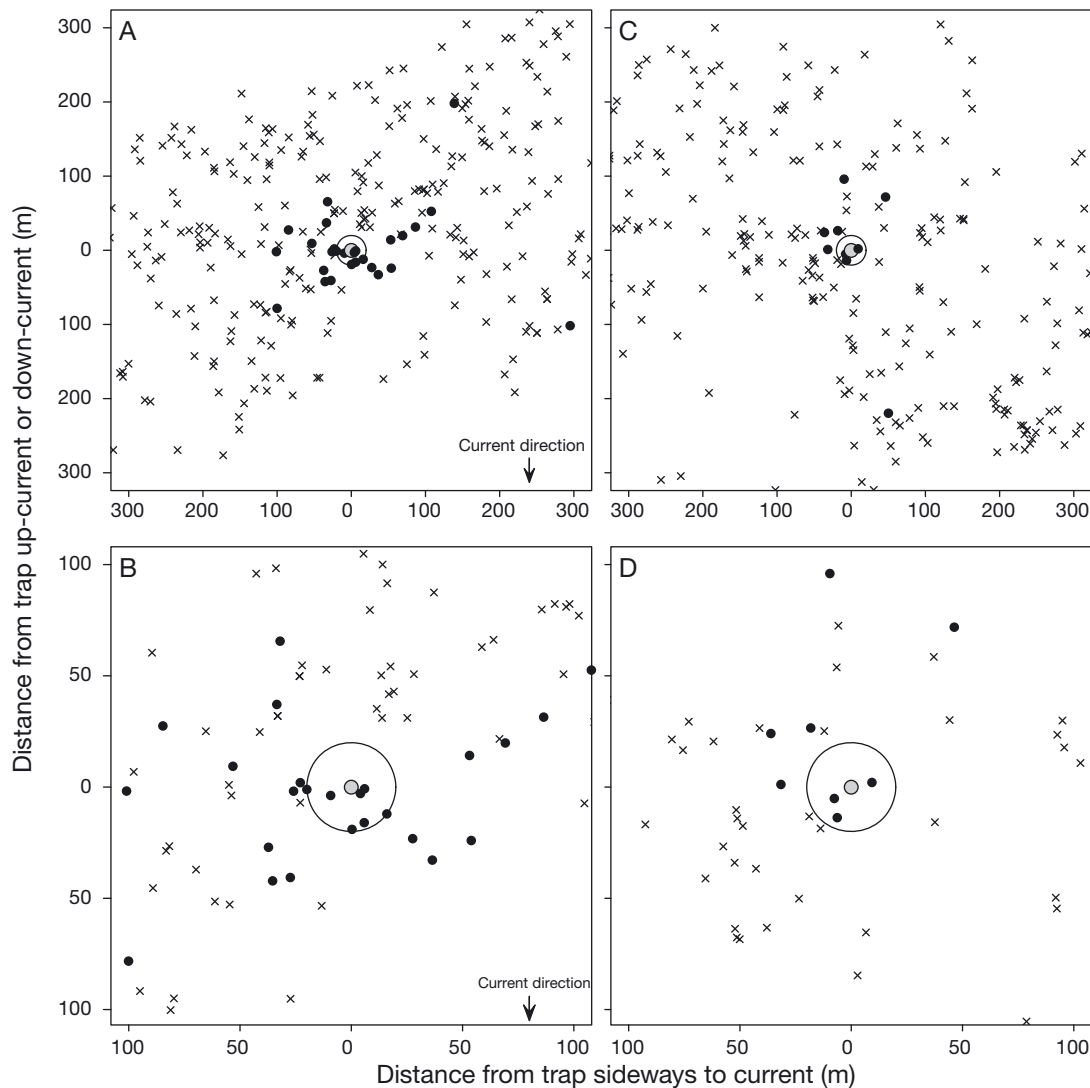 Distance from trap up-current or down-current (m)
A
300
200
100
0
100
200
300
Current direction
300 200 100 0 100 200 300
C
300 200 100 0 100 200 300
B
100
50
0
50
100
Current direction
100 50 0 50 100
D
100 50 0 50 100
Distance from trap sideways to current (m)